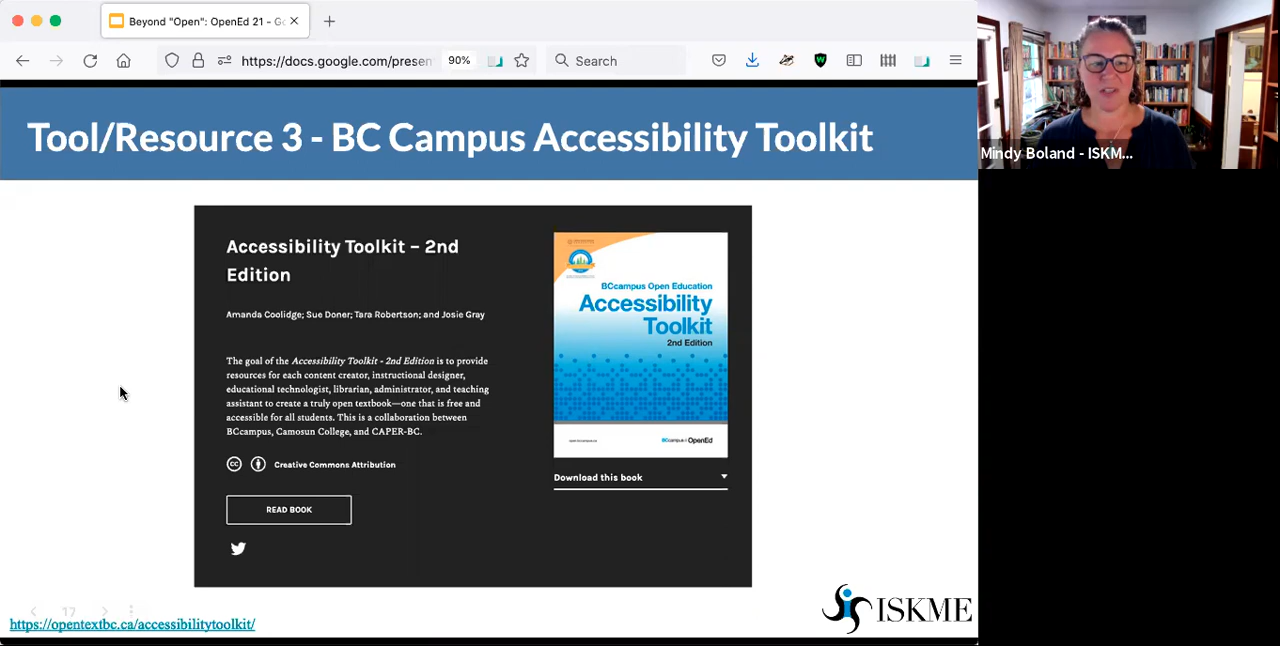 Beyond "Open": OpenEd 21 - Go
https://docs.google.com/presen
90%
Search
Tool/Resource 3 - BC Campus Accessibility Toolkit
Mindy Boland - ISKM...
Accessibility Toolkit – 2nd
Edition
Amanda Coolidge; Sue Doner; Tara Robertson; and Josie Gray
The goal of the Accessibility Toolkit - 2nd Edition is to provide
resources for each content creator, instructional designer,
educational technologist, librarian, administrator, and teaching
assistant to create a truly open textbook—one that is free and
accessible for all students. This is a collaboration between
BCcampus, Camosun College, and CAPER-BC.
Creative Commons Attribution
READ BOOK
BCcampus Open Education
Accessibility
Toolkit
2nd Edition
BCcampus OpenEd
Download this book
17
https://opentextbc.ca/accessibilitytoolkit/
ISKME